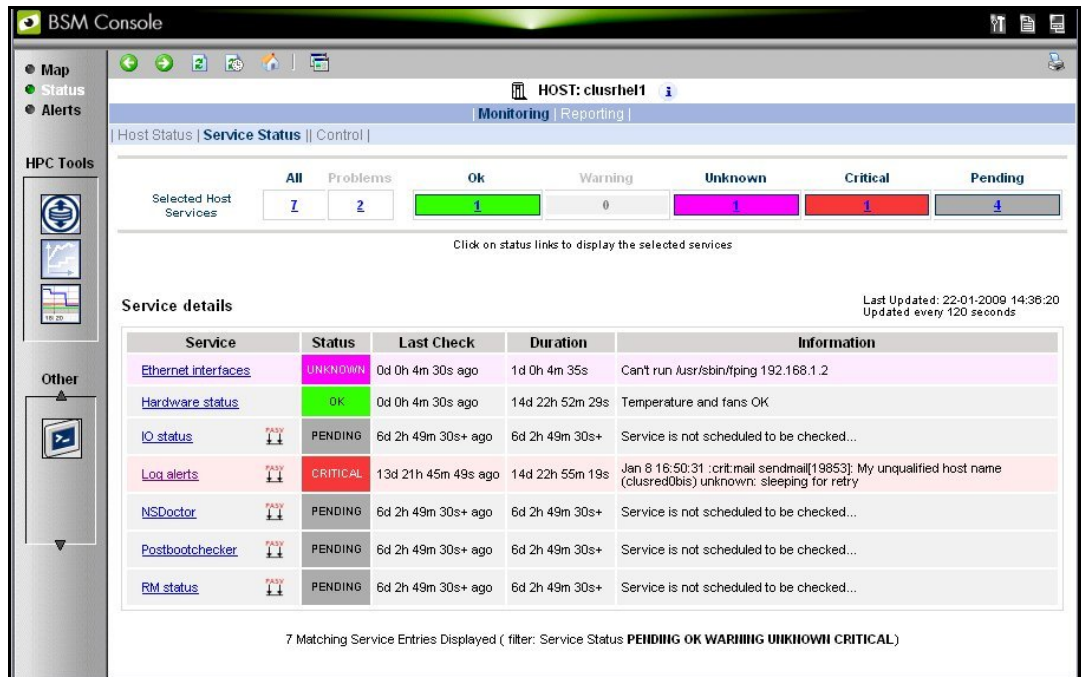 BSM Console
Map
Status
Alerts
HOST: clusrhel1 i
Monitoring | Reporting |
| Host Status | Service Status || Control |
HPC Tools
All Problems Ok Warning Unknown Critical Pending
Selected Host Services 7 2 1 0 1 1 4
Click on status links to display the selected services
Service details
Last Updated: 22-01-2009 14:36:20
Updated every 120 seconds
Service Status Last Check Duration Information
Ethernet interfaces UNKNOWN 0d 0h 4m 30s ago 1d 0h 4m 35s Can't run /usr/sbin/fping 192.168.1.2
Hardware status OK 0d 0h 4m 30s ago 14d 22h 52m 29s Temperature and fans OK
IO status PASV PENDING 6d 2h 49m 30s+ ago 6d 2h 49m 30s+ Service is not scheduled to be checked...
Log alerts PASV CRITICAL 13d 21h 45m 49s ago 14d 22h 55m 19s Jan 8 16:50:31 :crit:mail sendmail[19853]: My unqualified host name
(clusred0bis) unknown: sleeping for retry
NSDoctor PASV PENDING 6d 2h 49m 30s+ ago 6d 2h 49m 30s+ Service is not scheduled to be checked...
Postbootchecker PASV PENDING 6d 2h 49m 30s+ ago 6d 2h 49m 30s+ Service is not scheduled to be checked...
RM status PASV PENDING 6d 2h 49m 30s+ ago 6d 2h 49m 30s+ Service is not scheduled to be checked...
Other
7 Matching Service Entries Displayed ( filter: Service Status PENDING OK WARNING UNKNOWN CRITICAL)